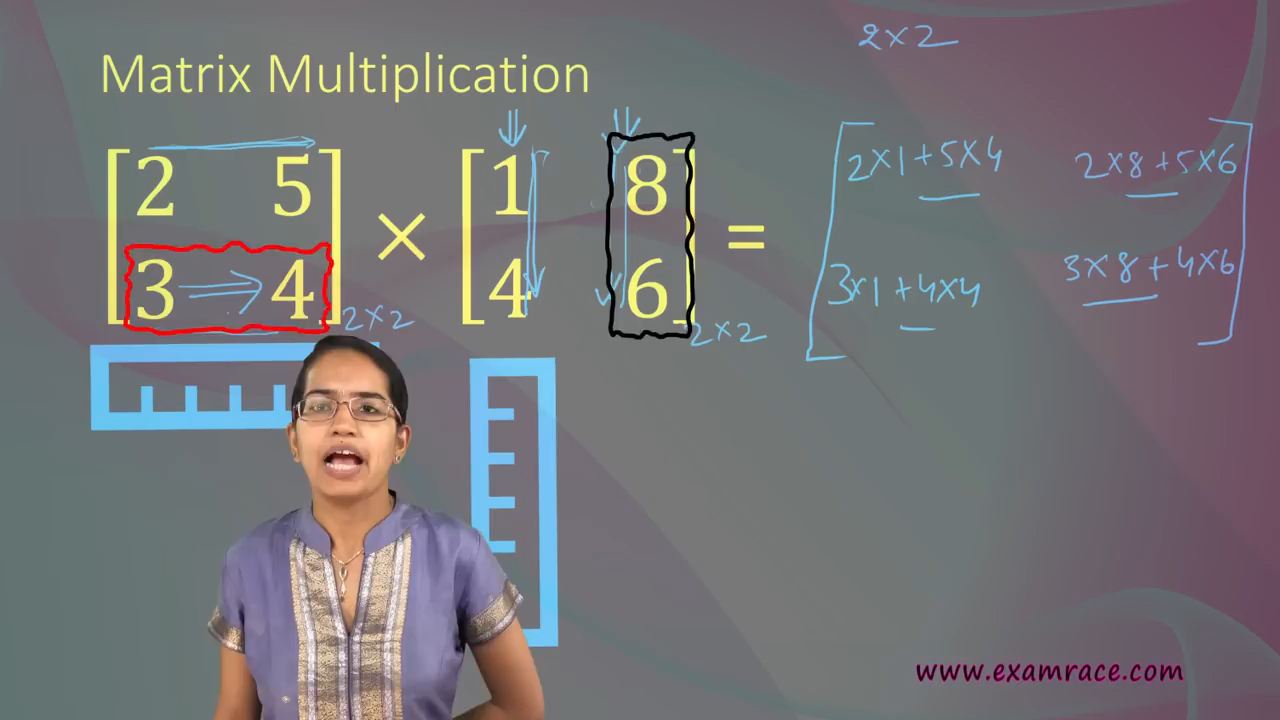 2×2
Matrix Multiplication
[2 5] × [1 8] = [2×1+5×4 2×8+5×6]
[3 4] 2×2 [4 6] 2×2 [3×1+4×4 3×8+4×6]
www.examrace.com